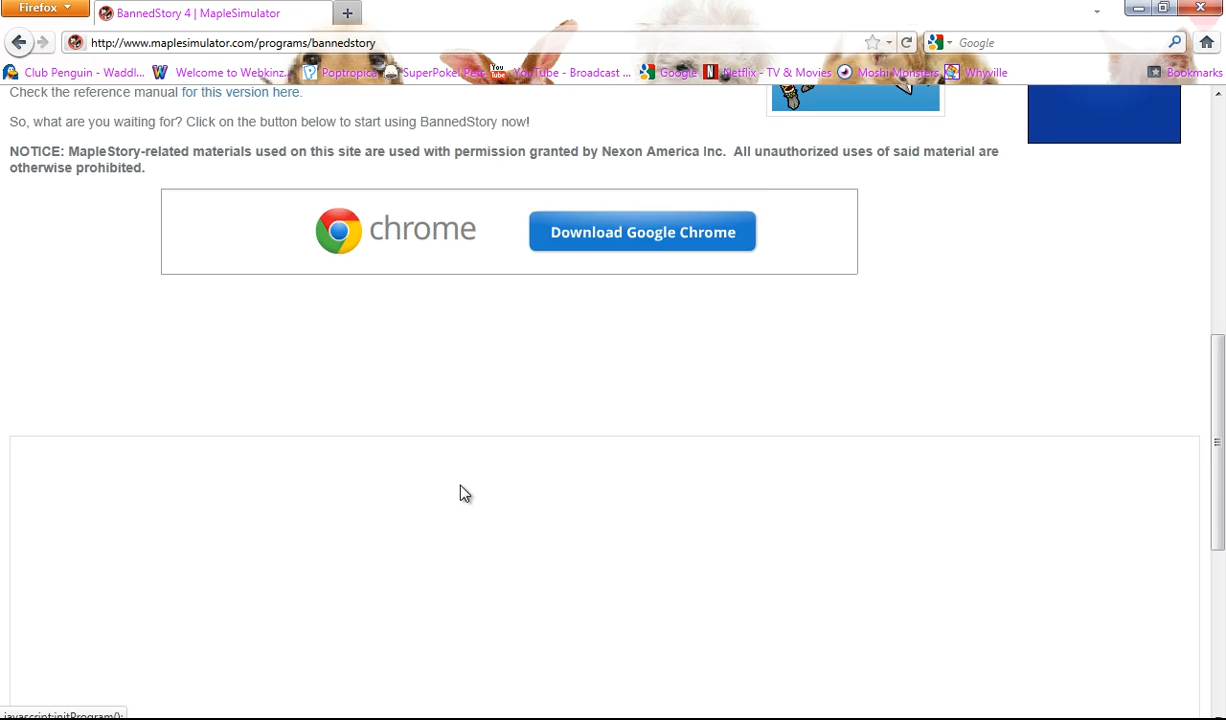 Firefox
BannedStory 4 | MapleSimulator
http://www.maplesimulator.com/programs/bannedstory
Google
Club Penguin - Waddl...
Welcome to Webkinz...
Poptropica
SuperPoke! Pets
YouTube - Broadcast ...
Google
Netflix - TV & Movies
Moshi Monsters
Whyville
Bookmarks
Check the reference manual for this version here.
So, what are you waiting for? Click on the button below to start using BannedStory now!
NOTICE: MapleStory-related materials used on this site are used with permission granted by Nexon America Inc. All unauthorized uses of said material are
otherwise prohibited.
chrome
Download Google Chrome
javascript:initProgram();